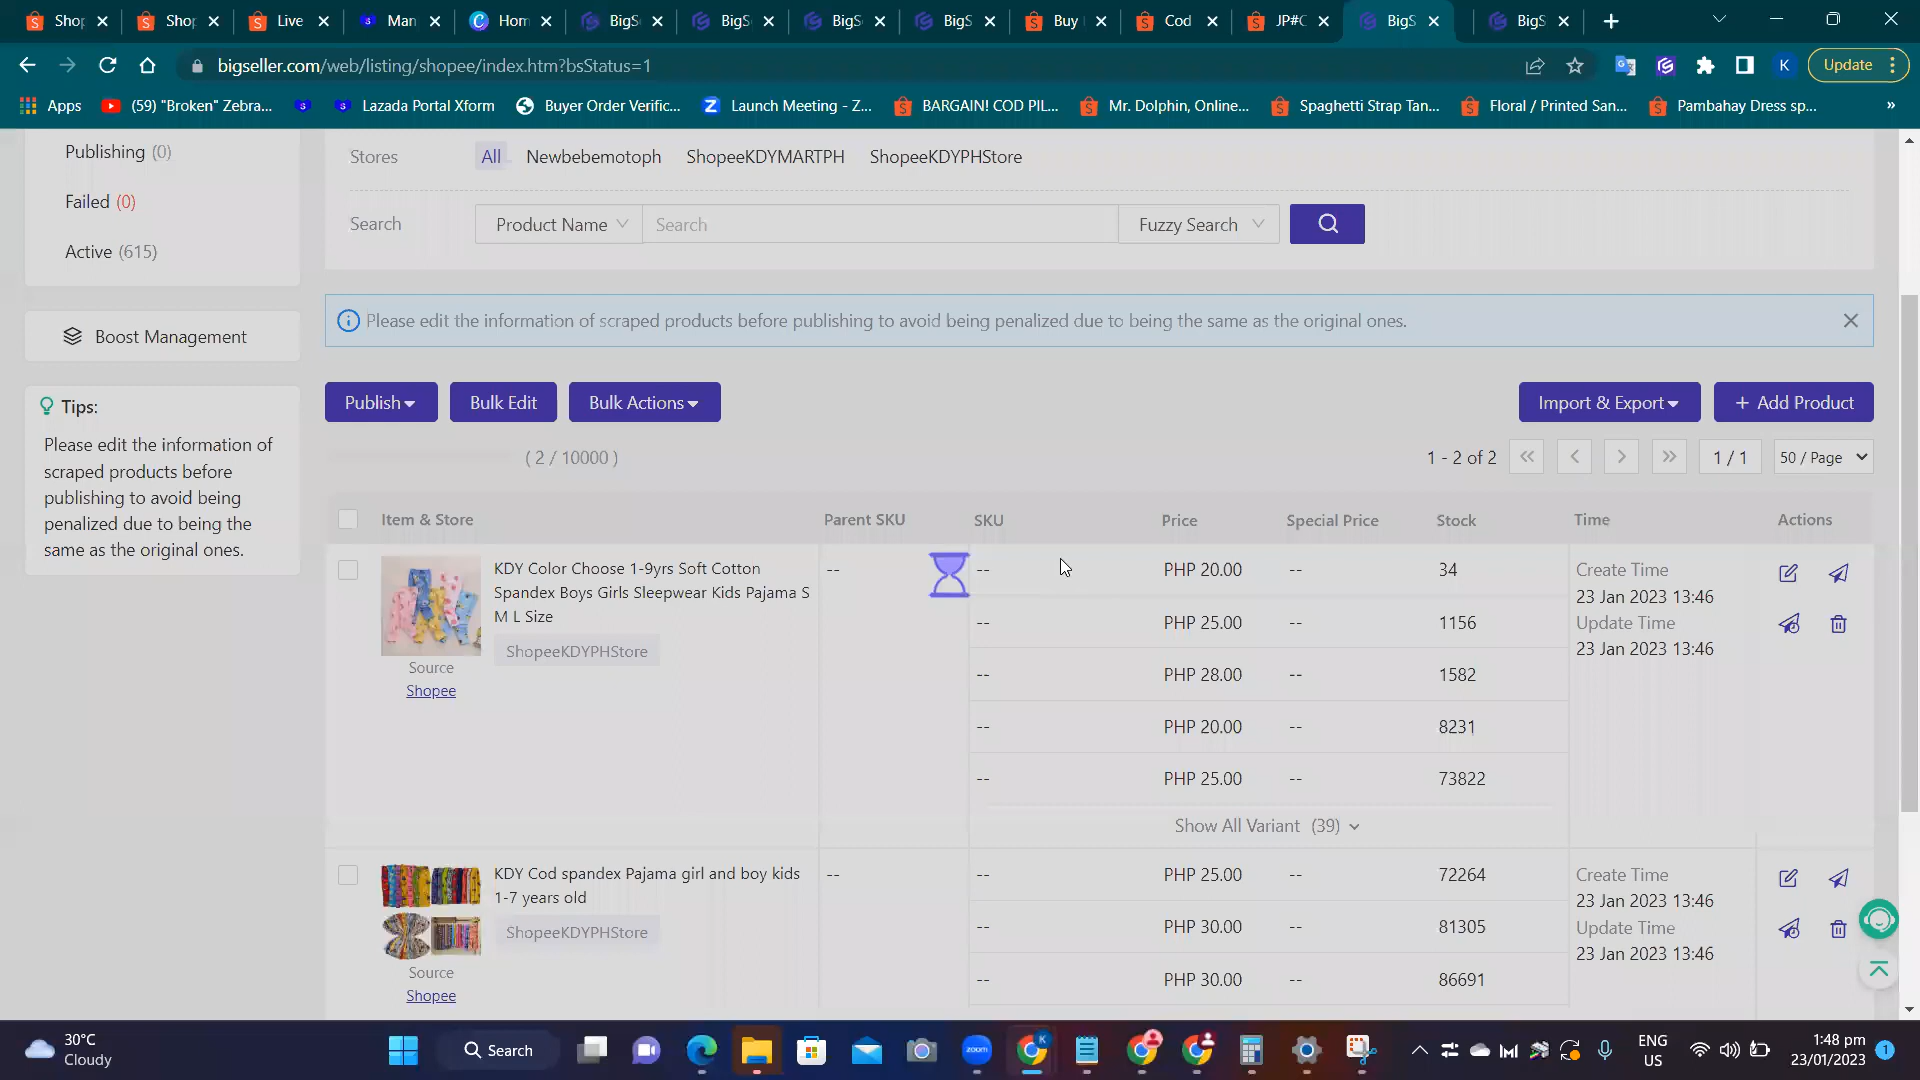 Shop
Shop
Live
Man
Hom
BigSe
BigS
BigS
BigS
Buy
Cod
JP#C
BigS
BigS
bigseller.com/web/listing/shopee/index.htm?bsStatus=1
K
Update
Apps
(59) "Broken" Zebra...
Lazada Portal Xform
Buyer Order Verific...
Launch Meeting - Z...
BARGAIN! COD PIL...
Mr. Dolphin, Online...
Spaghetti Strap Tan...
Floral / Printed San...
Pambahay Dress sp...
»
Publishing (0)
Failed (0)
Active (615)
Boost Management
Tips:
Please edit the information of
scraped products before
publishing to avoid being
penalized due to being the
same as the original ones.
Stores
All
Newbebemotoph
ShopeeKDYMARTPH
ShopeeKDYPHStore
Search
Product Name
Search
Fuzzy Search
Please edit the information of scraped products before publishing to avoid being penalized due to being the same as the original ones.
Publish
Bulk Edit
Bulk Actions
Import & Export
+ Add Product
( 2 / 10000 )
1 - 2 of 2
1 / 1
50 / Page
Item & Store
Parent SKU
SKU
Price
Special Price
Stock
Time
Actions
KDY Color Choose 1-9yrs Soft Cotton
Spandex Boys Girls Sleepwear Kids Pajama S
M L Size
ShopeeKDYPHStore
Source
Shopee
--
-- PHP 20.00 -- 34
-- PHP 25.00 -- 1156
-- PHP 28.00 -- 1582
-- PHP 20.00 -- 8231
-- PHP 25.00 -- 73822
Show All Variant (39)
Create Time
23 Jan 2023 13:46
Update Time
23 Jan 2023 13:46
KDY Cod spandex Pajama girl and boy kids
1-7 years old
ShopeeKDYPHStore
Source
Shopee
--
-- PHP 25.00 -- 72264
-- PHP 30.00 -- 81305
-- PHP 30.00 -- 86691
Create Time
23 Jan 2023 13:46
Update Time
23 Jan 2023 13:46
30°C
Cloudy
Search
zoom
K
ENG
US
1:48 pm
23/01/2023
1